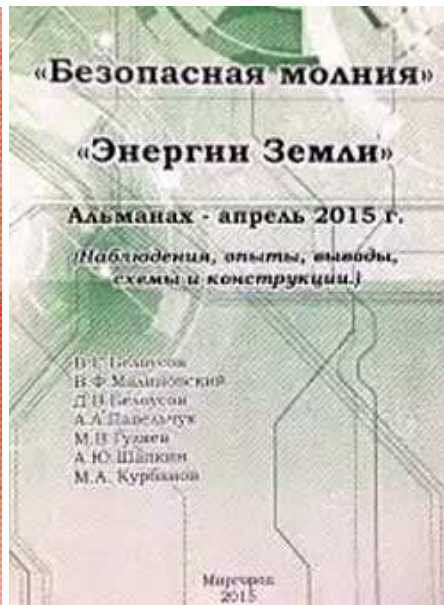 «Безопасная молния»
«Энергии Земли»
Альманах - апрель 2015 г.
(Наблюдения, опыты, выводы,
схемы и конструкции.)
Белоусов
В.Ф. Малиновский
Белоусов
А.А. Павельчук
М.В. Гуляев
А.Ю. Шапкин
М.А. Курбанов
Миргород
2015